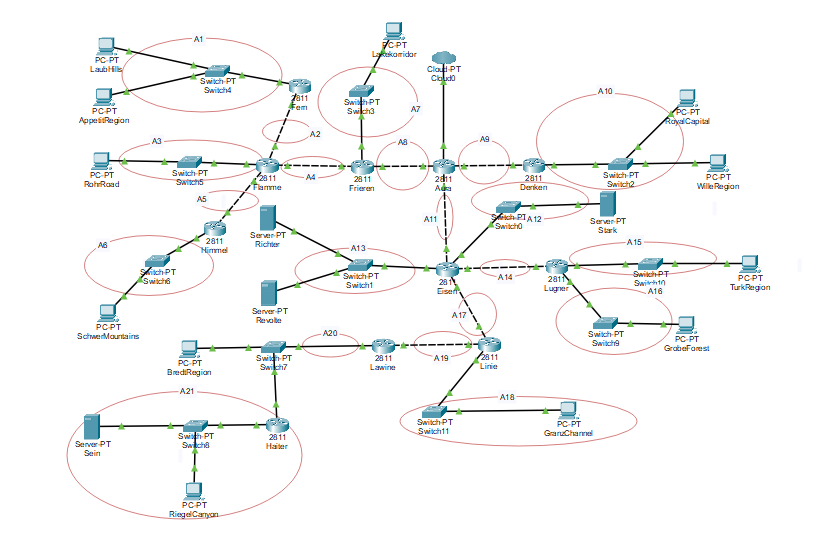 A1
PC-PT
LaubHills
Switch-PT
Switch4
PC-PT
AppetitRegion
2811
Fern
A2
PC-PT
Lakekorridor
Switch-PT
Switch3
A7
Cloud-PT
Cloud0
A10
PC-PT
RoyalCapital
A3
PC-PT
RohrRoad
Switch-PT
Switch5
2811
Flamme
A4
2811
Frieren
A8
2811
A9
2811
Denken
Switch-PT
Switch2
PC-PT
WilleRegion
A5
2811
Himmel
A6
Switch-PT
Switch6
PC-PT
SchwerMountains
Server-PT
Richter
A13
Switch-PT
Switch1
Server-PT
Revolte
A11
Switch-PT
Switch0
A12
Server-PT
Stark
Eisen
A14
Lugner
A15
Switch-PT
Switch10
PC-PT
TurkRegion
A16
Switch-PT
Switch9
PC-PT
GrobeForest
A17
A20
PC-PT
BredtRegion
Switch-PT
Switch7
2811
Lawine
A19
2811
Linie
A18
Switch-PT
Switch11
PC-PT
GranzChannel
A21
Server-PT
Sein
Switch-PT
Switch8
2811
Haiter
PC-PT
RiegelCanyon